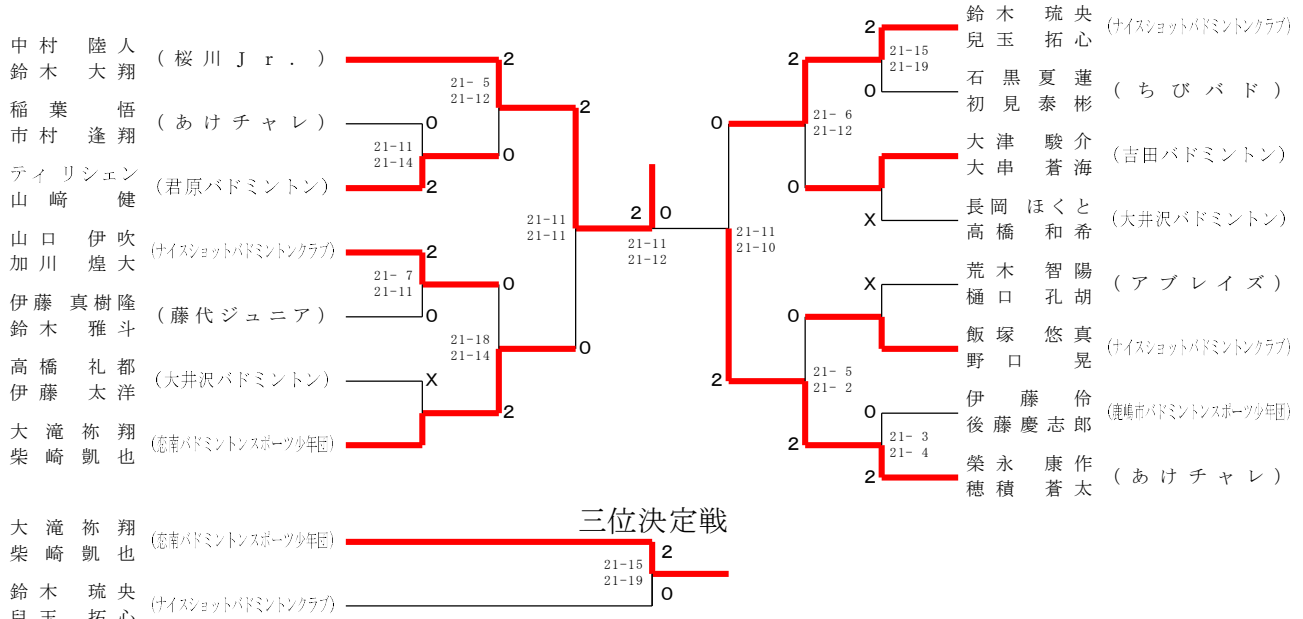 中村 陸人
鈴木 大翔
(桜川Jr.)
稲葉 悟
市村 逢翔
(あけチャレ)
ティ リシェン
山﨑 健
(君原バドミントン)
山口 伊吹
加川 煌大
(ナイスショットバドミントンクラブ)
伊藤 真樹隆
鈴木 雅斗
(藤代ジュニア)
高橋 礼都
伊藤 太洋
(大井沢バドミントン)
大滝 祢翔
柴崎 凱也
(恋南バドミントンスポーツ少年団)
2
21- 5
21-12
0
0
21-11
21-14
2
2
2
21- 7
21-11
0
0
21-18
21-14
X
2
21-11
21-11
0
2 0
21-11
21-12
鈴木 琉央
児玉 拓心
(ナイスショットバドミントンクラブ)
石黒 夏蓮
初見 泰彬
(ちびバド)
大津 駿介
大串 蒼海
(吉田バドミントン)
長岡 ほくと
高橋 和希
(大井沢バドミントン)
荒木 智陽
樋口 孔胡
(アブレイズ)
飯塚 悠真
野口 晃
(ナイスショットバドミントンクラブ)
伊藤 伶
後藤 慶志郎
(鹿嶋市バドミントンスポーツ少年団)
榮永 康作
穂積 蒼太
(あけチャレ)
2
21-15
21-19
0
2
21- 6
21-12
0
X
0
21-11
21-10
2
X
0
21- 5
21- 2
2
0
21- 3
21- 4
2
三位決定戦
大滝 祢翔
柴崎 凱也
(恋南バドミントンスポーツ少年団)
鈴木 琉央
児玉 拓心
(ナイスショットバドミントンクラブ)
2
21-15
21-19
0